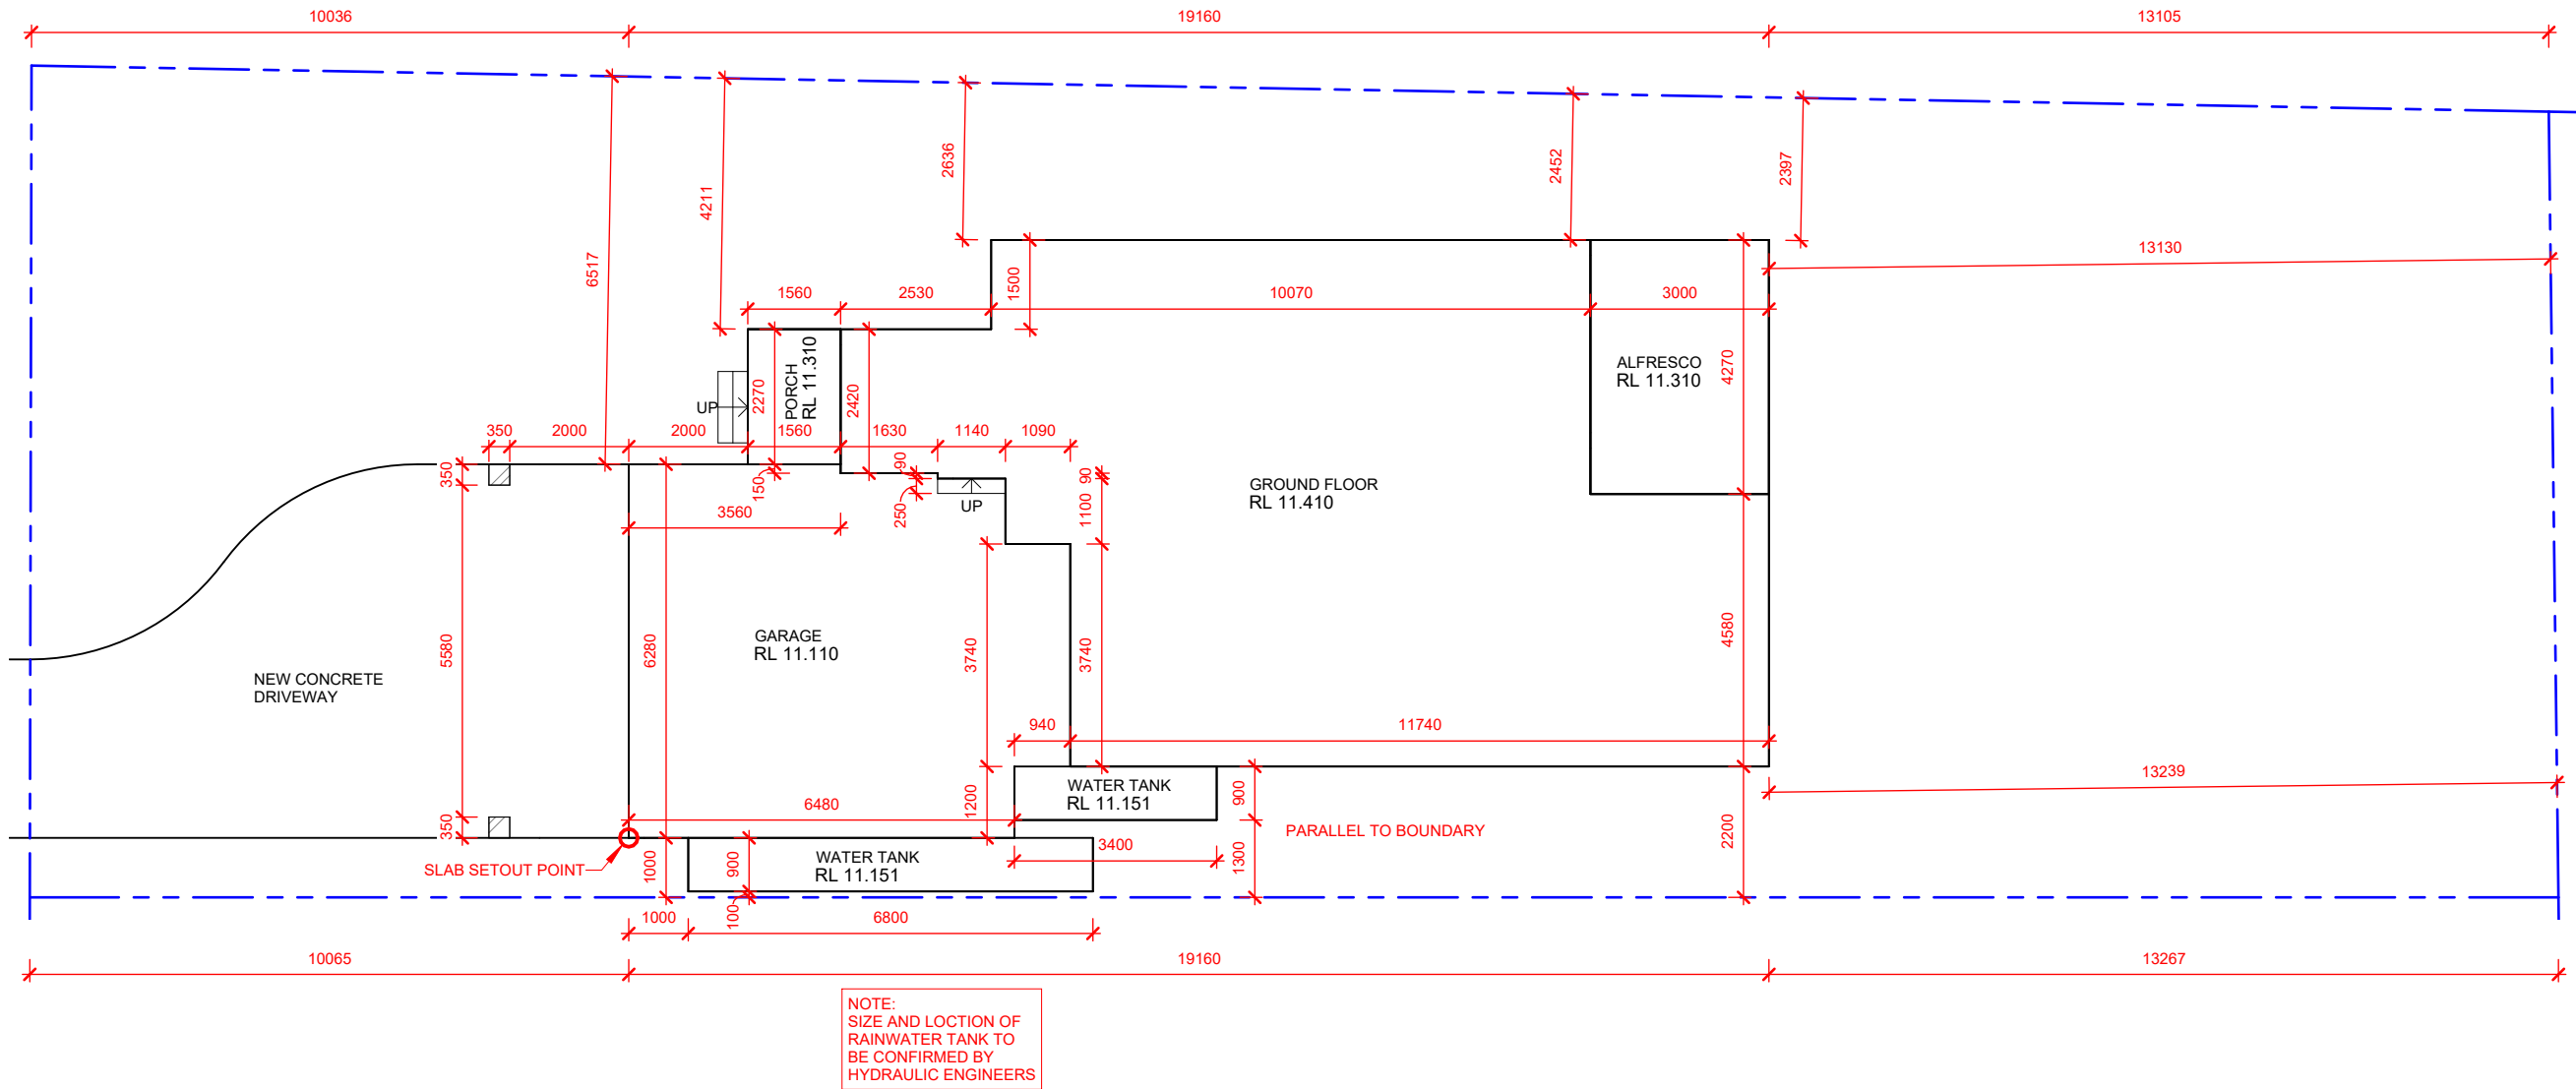 10036
19160
13105
6517
4211
2636
2452
2397
13130
1500
1560
2530
10070
3000
PORCH
RL 11.310
2270
2420
UP
ALFRESCO
RL 11.310
4270
350
2000
2000
1560
1630
1140
1090
350
150
90
90
250
UP
1100
3560
GROUND FLOOR
RL 11.410
5580
6280
GARAGE
RL 11.110
3740
3740
4580
NEW CONCRETE
DRIVEWAY
940
11740
WATER TANK
RL 11.151
900
13239
6480
1200
350
SLAB SETOUT POINT
1000
900
WATER TANK
RL 11.151
3400
1300
PARALLEL TO BOUNDARY
2200
100
1000
6800
10065
19160
13267
NOTE:
SIZE AND LOCTION OF
RAINWATER TANK TO
BE CONFIRMED BY
HYDRAULIC ENGINEERS